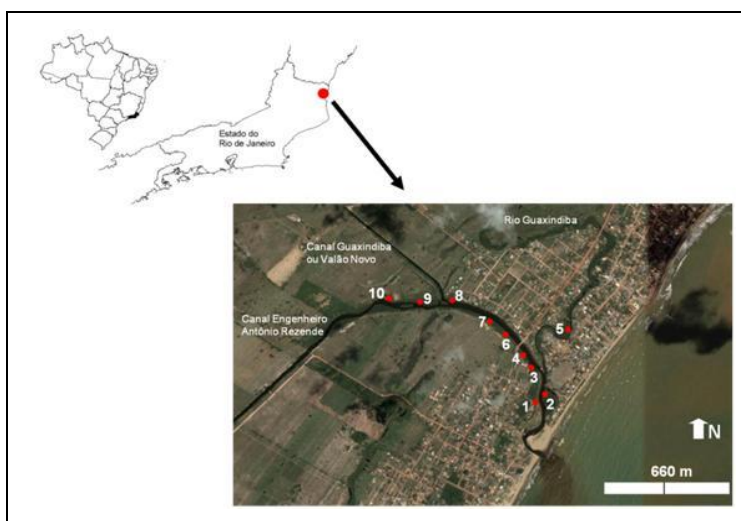 Estado do
Rio de Janeiro
Rio Guaxindiba
Canal Guaxindiba
ou Valão Novo
10
9
8
Canal Engenheiro
Antônio Rezende
7
6
5
4
3
1
2
N
660 m